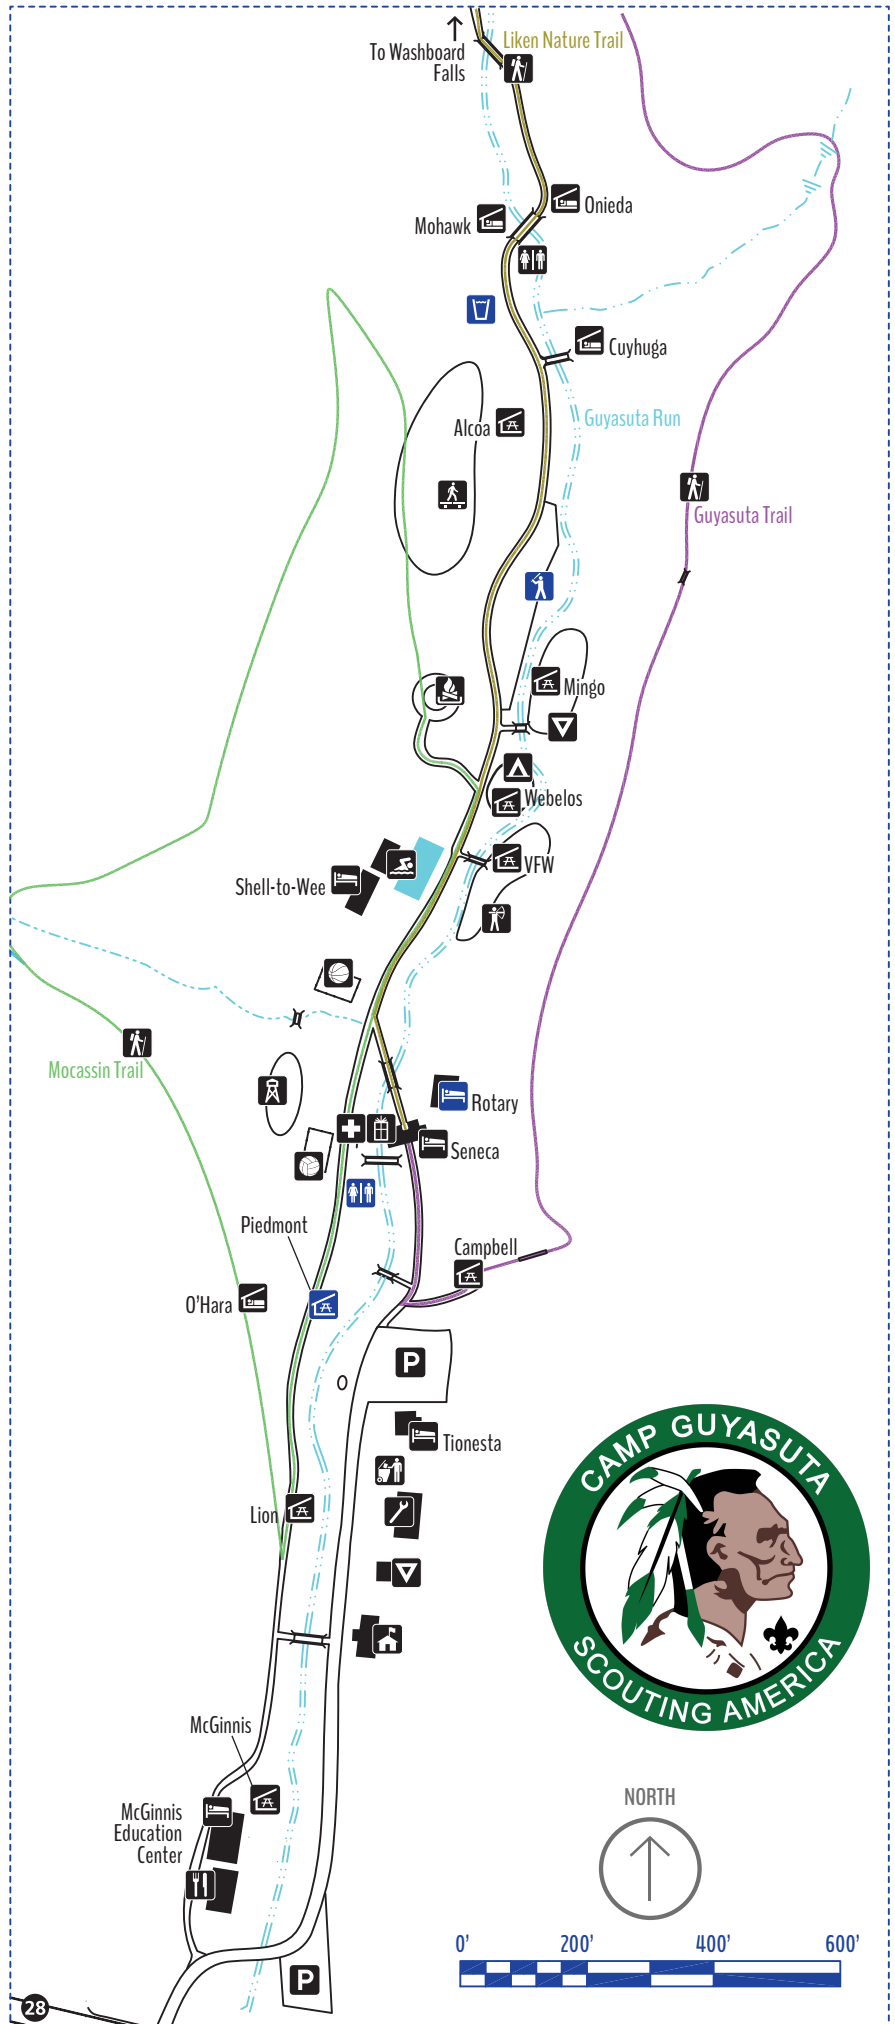 To Washboard
Falls
Liken Nature Trail
Onieda
Mohawk
Cuyhuga
Alcoa
Guyasuta Run
Guyasuta Trail
Mingo
Webelos
VFW
Shell-to-Wee
Mocassin Trail
Rotary
Seneca
Piedmont
Campbell
O'Hara
P
Tionesta
Lion
CAMP GUYASUTA
SCOUTING AMERICA
McGinnis
McGinnis
Education
Center
NORTH
0' 200' 400' 600'
P
28